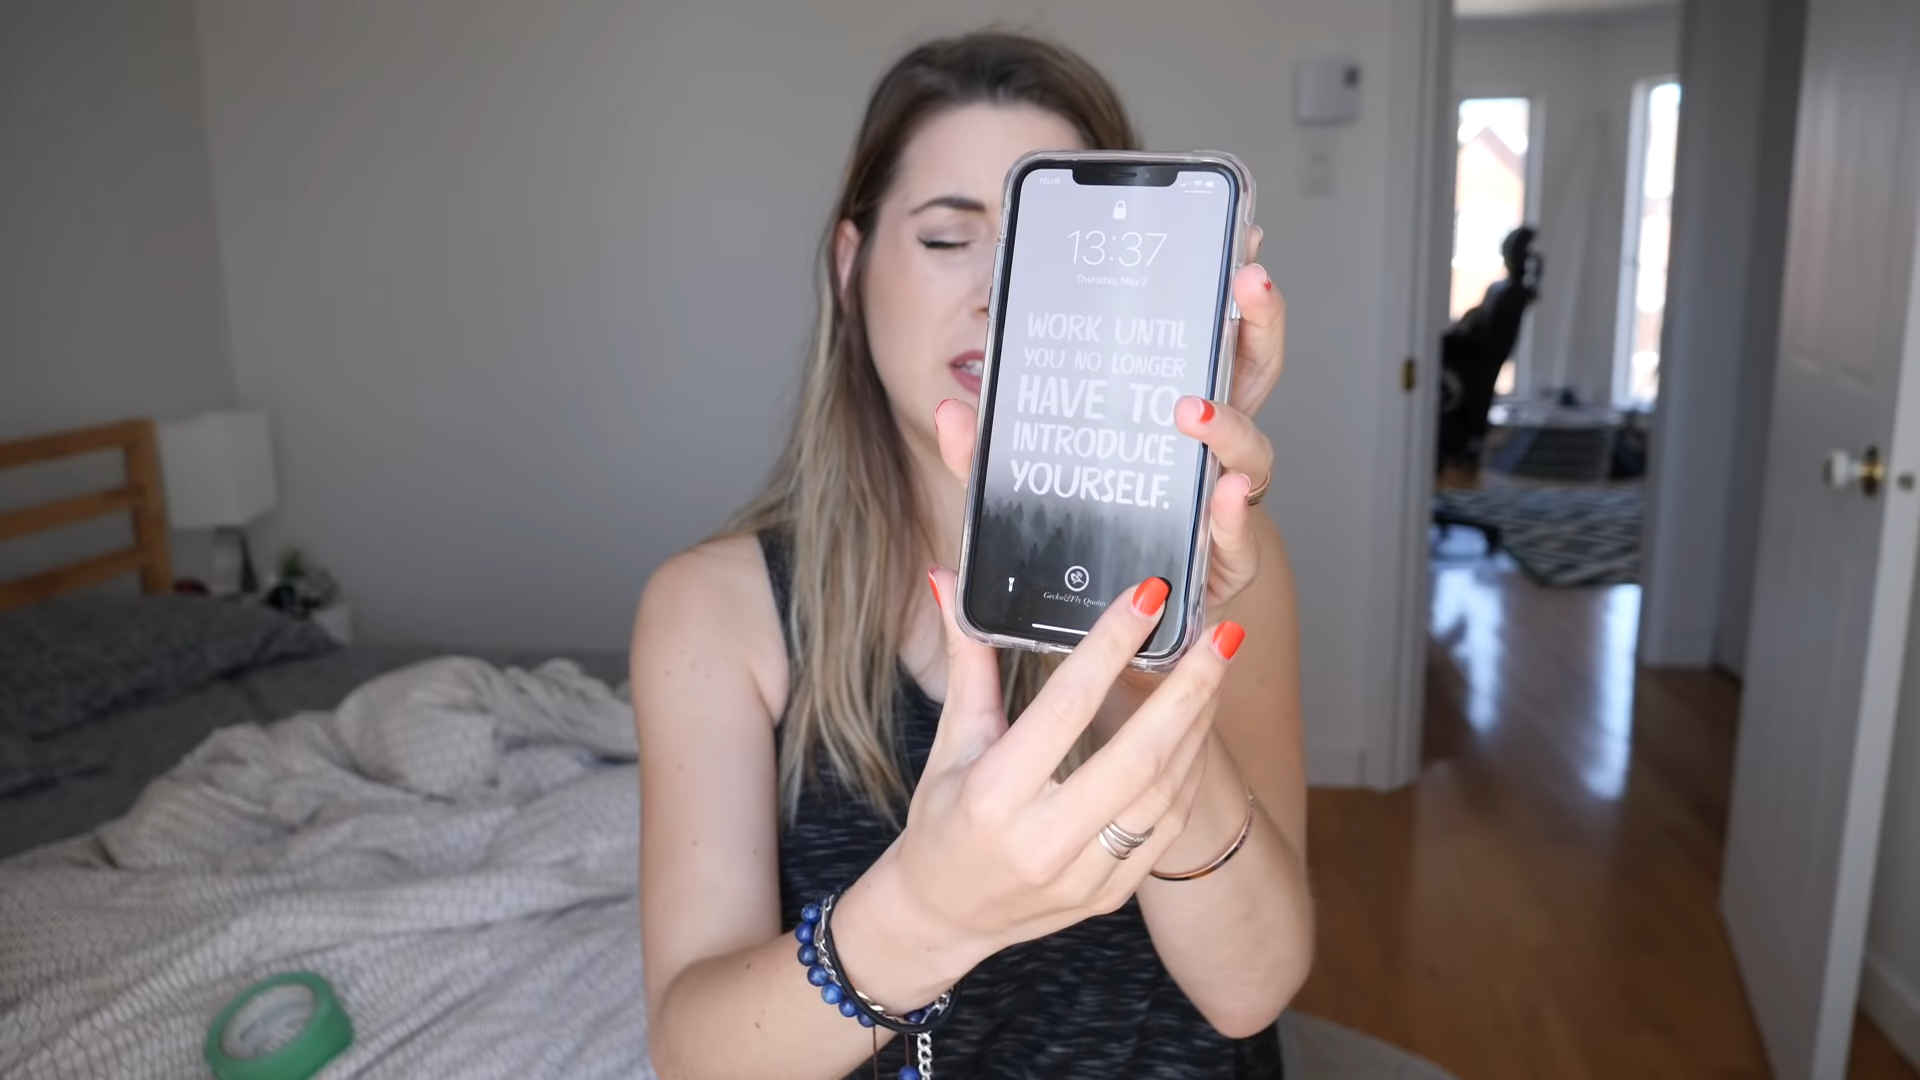 TELUS
13:37
Thursday, May 2
WORK UNTIL
YOU NO LONGER
HAVE TO
INTRODUCE
YOURSELF.
Gecko&Fly Quotes